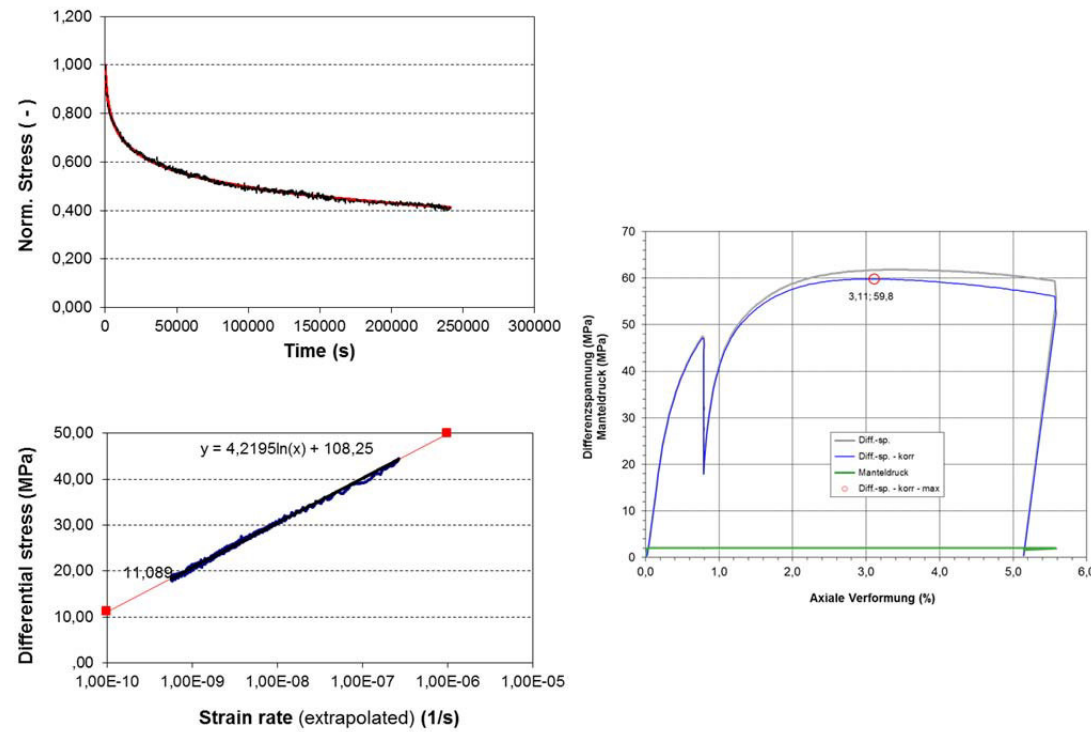 1,200
1,000
0,800
0,600
0,400
0,200
0,000
Norm. Stress ( - )
0 50000 100000 150000 200000 250000 300000
Time (s)
50,00
40,00
30,00
20,00
10,00
,00
Differential stress (MPa)
y = 4,2195ln(x) + 108,25
11,089
1,00E-10 1,00E-09 1,00E-08 1,00E-07 1,00E-06 1,00E-05
Strain rate (extrapolated) (1/s)
70
60
50
40
30
20
10
0
Differenzspannung (MPa)
Manteldruck (MPa)
3,11; 59,8
Diff.-sp.
Diff.-sp. - korr
Manteldruck
Diff.-sp. - korr - max
0,0 1,0 2,0 3,0 4,0 5,0 6,0
Axiale Verformung (%)